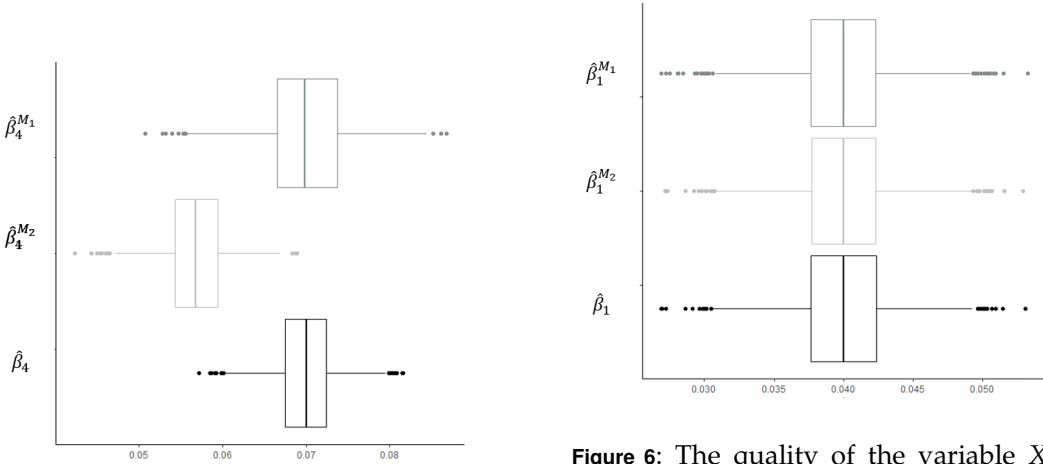 β̂₄^{M₁}
β̂₄^{M₂}
β̂₄
0.05 0.06 0.07 0.08
β̂₁^{M₁}
β̂₁^{M₂}
β̂₁
0.030 0.035 0.040 0.045 0.050
Figure 6: The quality of the variable X